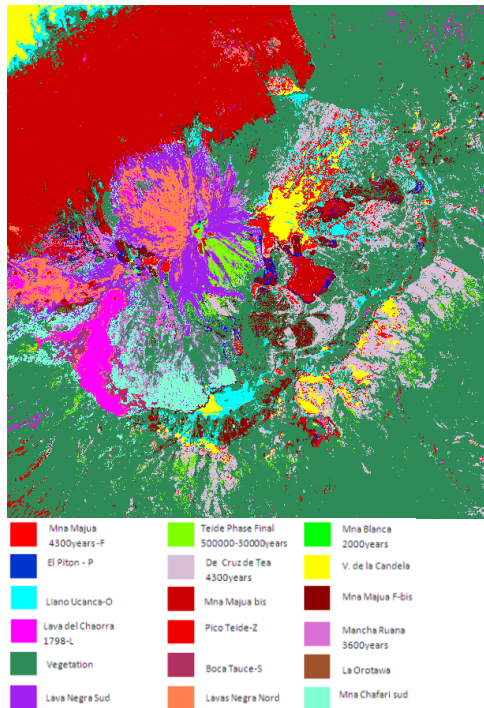 Mna Majua
4300years -F
Teide Phase Final
500000-30000years
Mna Blanca
2000years
El Piton - P
De Cruz de Tea
4300years
V. de la Candela
Llano Ucanca-O
Mna Majua bis
Mna Majua F-bis
Lava del Chaorra
1798-L
Pico Teide-Z
Mancha Ruana
3600years
Vegetation
Boca Tauce-S
La Orotawa
Lava Negra Sud
Lavas Negra Nord
Mna Chafari sud